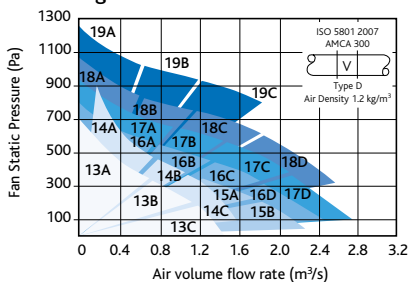 1300
1100
900
700
500
300
100
Fan Static Pressure (Pa)
ISO 5801 2007
AMCA 300
V
Type D
Air Density 1.2 kg/m³
19A
19B
19C
18A
18B
18C
18D
17A
17B
17C
17D
16A
16B
16C
16D
15A
15B
14A
14B
14C
13A
13B
13C
0 0.4 0.8 1.2 1.6 2.0 2.4 2.8 3.2
Air volume flow rate (m³/s)